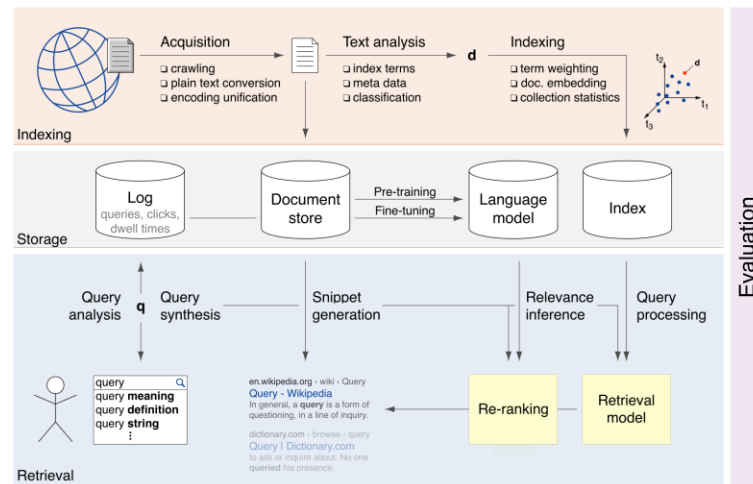 Acquisition
❑ crawling
❑ plain text conversion
❑ encoding unification
Text analysis
❑ index terms
❑ meta data
❑ classification
d
Indexing
❑ term weighting
❑ doc. embedding
❑ collection statistics
t2
d
t1
t3
Indexing
Log
queries, clicks,
dwell times
Document
store
Pre-training
Fine-tuning
Language
model
Index
Storage
Evaluation
Query
analysis
q
Query
synthesis
Snippet
generation
Relevance
inference
Query
processing
query
query meaning
query definition
query string
⋮
en.wikipedia.org › wiki › Query
Query - Wikipedia
In general, a query is a form of
questioning, in a line of inquiry.
dictionary.com › browse › query
Query | Dictionary.com
to ask or inquire about: No one
queried his presence.
Re-ranking
Retrieval
model
Retrieval